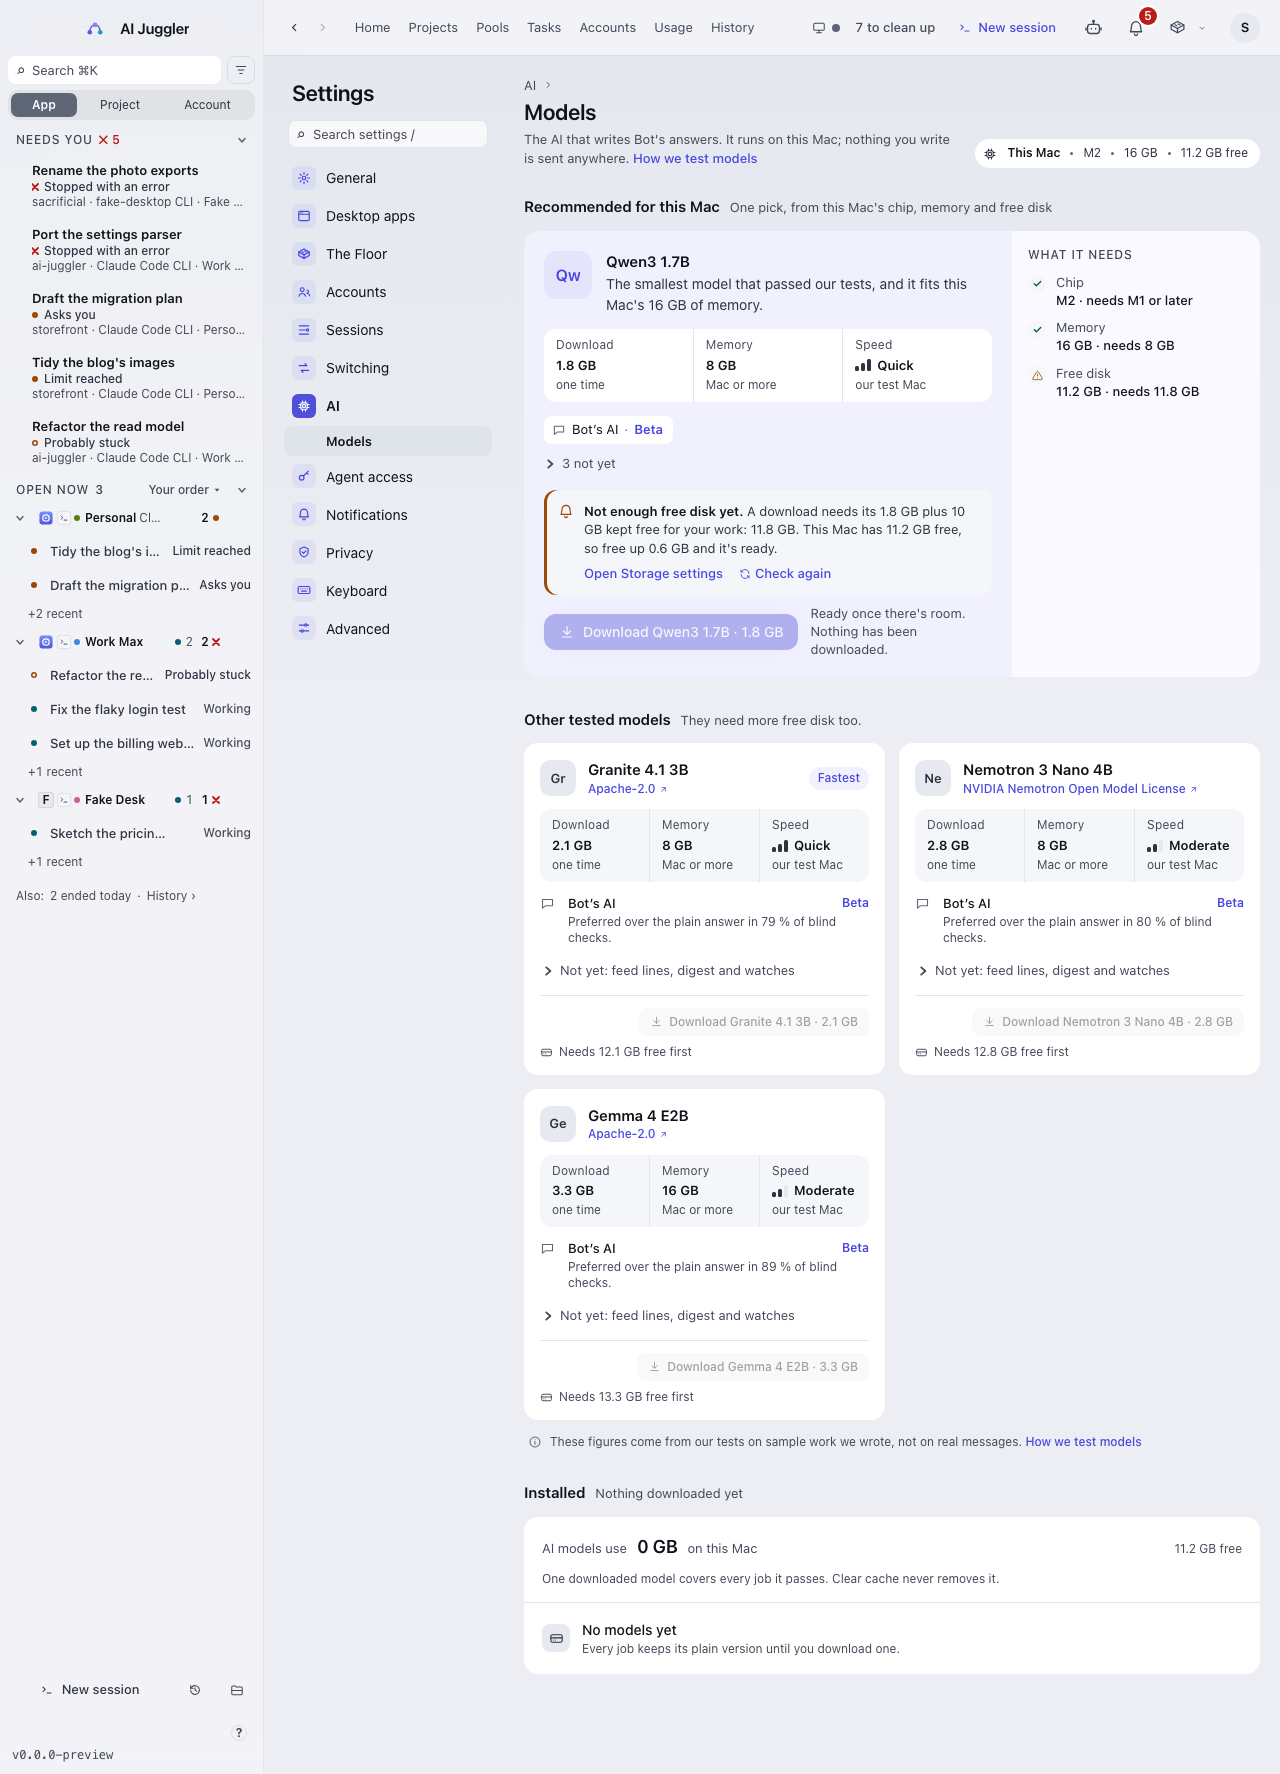 AI Juggler
Search ⌘K
App Project Account
NEEDS YOU 5
Rename the photo exports
Stopped with an error
sacrificial · fake-desktop CLI · Fake ...
Port the settings parser
Stopped with an error
ai-juggler · Claude Code CLI · Work ...
Draft the migration plan
Asks you
storefront · Claude Code CLI · Perso...
Tidy the blog's images
Limit reached
storefront · Claude Code CLI · Perso...
Refactor the read model
Probably stuck
ai-juggler · Claude Code CLI · Work ...
OPEN NOW 3 Your order
Personal Cl... 2
Tidy the blog's i... Limit reached
Draft the migration p... Asks you
+2 recent
Work Max 2 2
Refactor the re... Probably stuck
Fix the flaky login test Working
Set up the billing web... Working
+1 recent
F Fake Desk 1 1
Sketch the pricin... Working
+1 recent
Also: 2 ended today · History ›
New session
?
v0.0.0-preview
Home Projects Pools Tasks Accounts Usage History
7 to clean up
New session
5
S
Settings
Search settings /
General
Desktop apps
The Floor
Accounts
Sessions
Switching
AI
Models
Agent access
Notifications
Privacy
Keyboard
Advanced
AI ›
Models
The AI that writes Bot's answers. It runs on this Mac; nothing you write
is sent anywhere. How we test models
This Mac • M2 • 16 GB • 11.2 GB free
Recommended for this Mac One pick, from this Mac's chip, memory and free disk
Qw
Qwen3 1.7B
The smallest model that passed our tests, and it fits this
Mac's 16 GB of memory.
Download Memory Speed
1.8 GB 8 GB Quick
one time Mac or more our test Mac
Bot's AI · Beta
3 not yet
Not enough free disk yet. A download needs its 1.8 GB plus 10
GB kept free for your work: 11.8 GB. This Mac has 11.2 GB free,
so free up 0.6 GB and it's ready.
Open Storage settings Check again
Download Qwen3 1.7B · 1.8 GB
Ready once there's room.
Nothing has been
downloaded.
WHAT IT NEEDS
Chip
M2 · needs M1 or later
Memory
16 GB · needs 8 GB
Free disk
11.2 GB · needs 11.8 GB
Other tested models They need more free disk too.
Gr
Granite 4.1 3B
Apache-2.0
Fastest
Download Memory Speed
2.1 GB 8 GB Quick
one time Mac or more our test Mac
Bot's AI Beta
Preferred over the plain answer in 79 % of blind
checks.
Not yet: feed lines, digest and watches
Download Granite 4.1 3B · 2.1 GB
Needs 12.1 GB free first
Ne
Nemotron 3 Nano 4B
NVIDIA Nemotron Open Model License
Download Memory Speed
2.8 GB 8 GB Moderate
one time Mac or more our test Mac
Bot's AI Beta
Preferred over the plain answer in 80 % of blind
checks.
Not yet: feed lines, digest and watches
Download Nemotron 3 Nano 4B · 2.8 GB
Needs 12.8 GB free first
Ge
Gemma 4 E2B
Apache-2.0
Download Memory Speed
3.3 GB 16 GB Moderate
one time Mac or more our test Mac
Bot's AI Beta
Preferred over the plain answer in 89 % of blind
checks.
Not yet: feed lines, digest and watches
Download Gemma 4 E2B · 3.3 GB
Needs 13.3 GB free first
These figures come from our tests on sample work we wrote, not on real messages. How we test models
Installed Nothing downloaded yet
AI models use 0 GB on this Mac 11.2 GB free
One downloaded model covers every job it passes. Clear cache never removes it.
No models yet
Every job keeps its plain version until you download one.